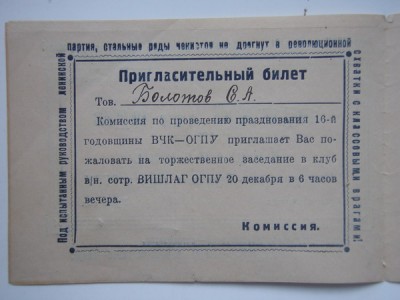 Под испытанным руководством ленинской
партии, стальные ряды чекистов не дрогнут в революционной
схватке с классовыми врагами!
Пригласительный билет
Тов. Болотов С. А.
Комиссия по проведению празднования 16-й
годовщины ВЧК—ОГПУ приглашает Вас по-
жаловать на торжественное заседание в клуб
в/н. сотр. ВИШЛАГ ОГПУ 20 декабря в 6 часов
вечера.
Комиссия.